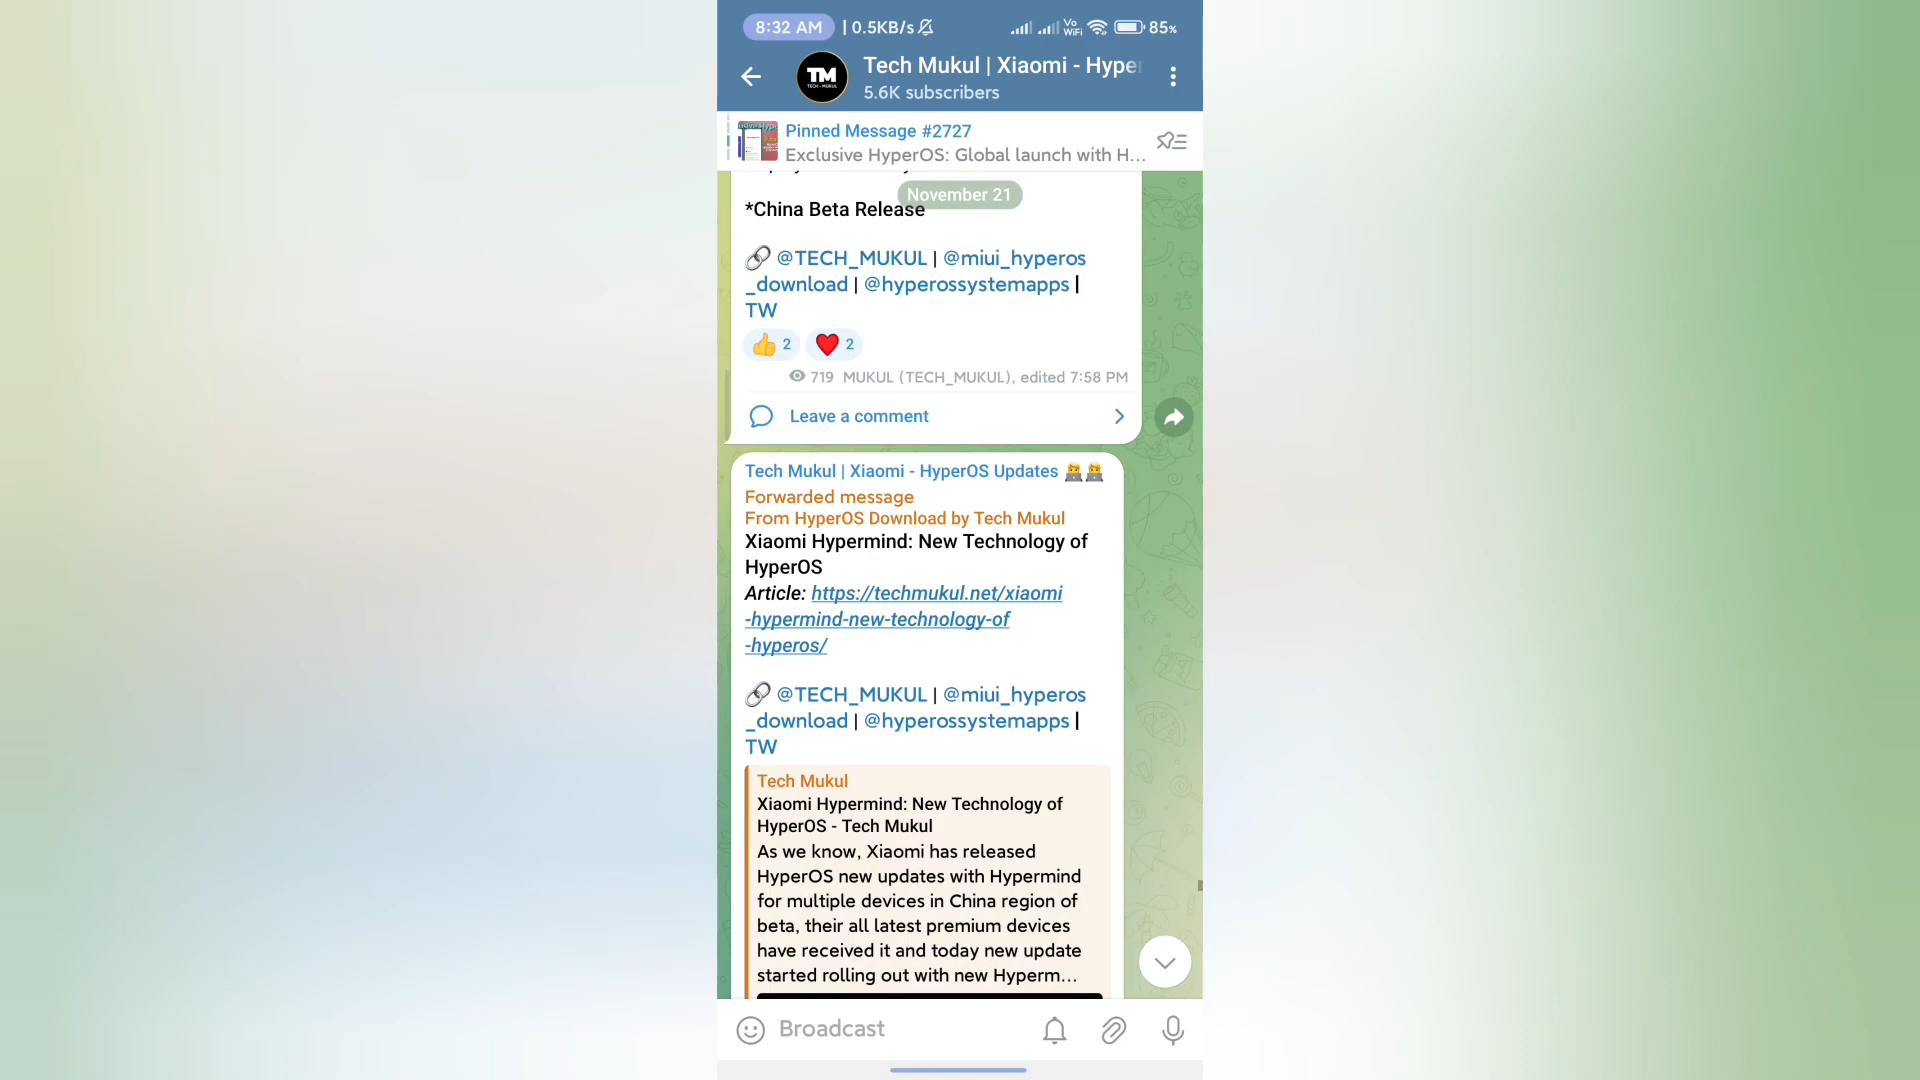 8:32 AM | 0.5KB/s Vo WiFi 85%
TM
TECH - MUKUL
Tech Mukul | Xiaomi - Hype
5.6K subscribers
Pinned Message #2727
Exclusive HyperOS: Global launch with H...
November 21
*China Beta Release
🔗 @TECH_MUKUL | @miui_hyperos
_download | @hyperossystemapps |
TW
👍 2 ❤️ 2
719 MUKUL (TECH_MUKUL), edited 7:58 PM
Leave a comment
Tech Mukul | Xiaomi - HyperOS Updates 👨‍💻👨‍💻
Forwarded message
From HyperOS Download by Tech Mukul
Xiaomi Hypermind: New Technology of
HyperOS
Article: https://techmukul.net/xiaomi
-hypermind-new-technology-of
-hyperos/
🔗 @TECH_MUKUL | @miui_hyperos
_download | @hyperossystemapps |
TW
Tech Mukul
Xiaomi Hypermind: New Technology of
HyperOS - Tech Mukul
As we know, Xiaomi has released
HyperOS new updates with Hypermind
for multiple devices in China region of
beta, their all latest premium devices
have received it and today new update
started rolling out with new Hyperm...
Broadcast